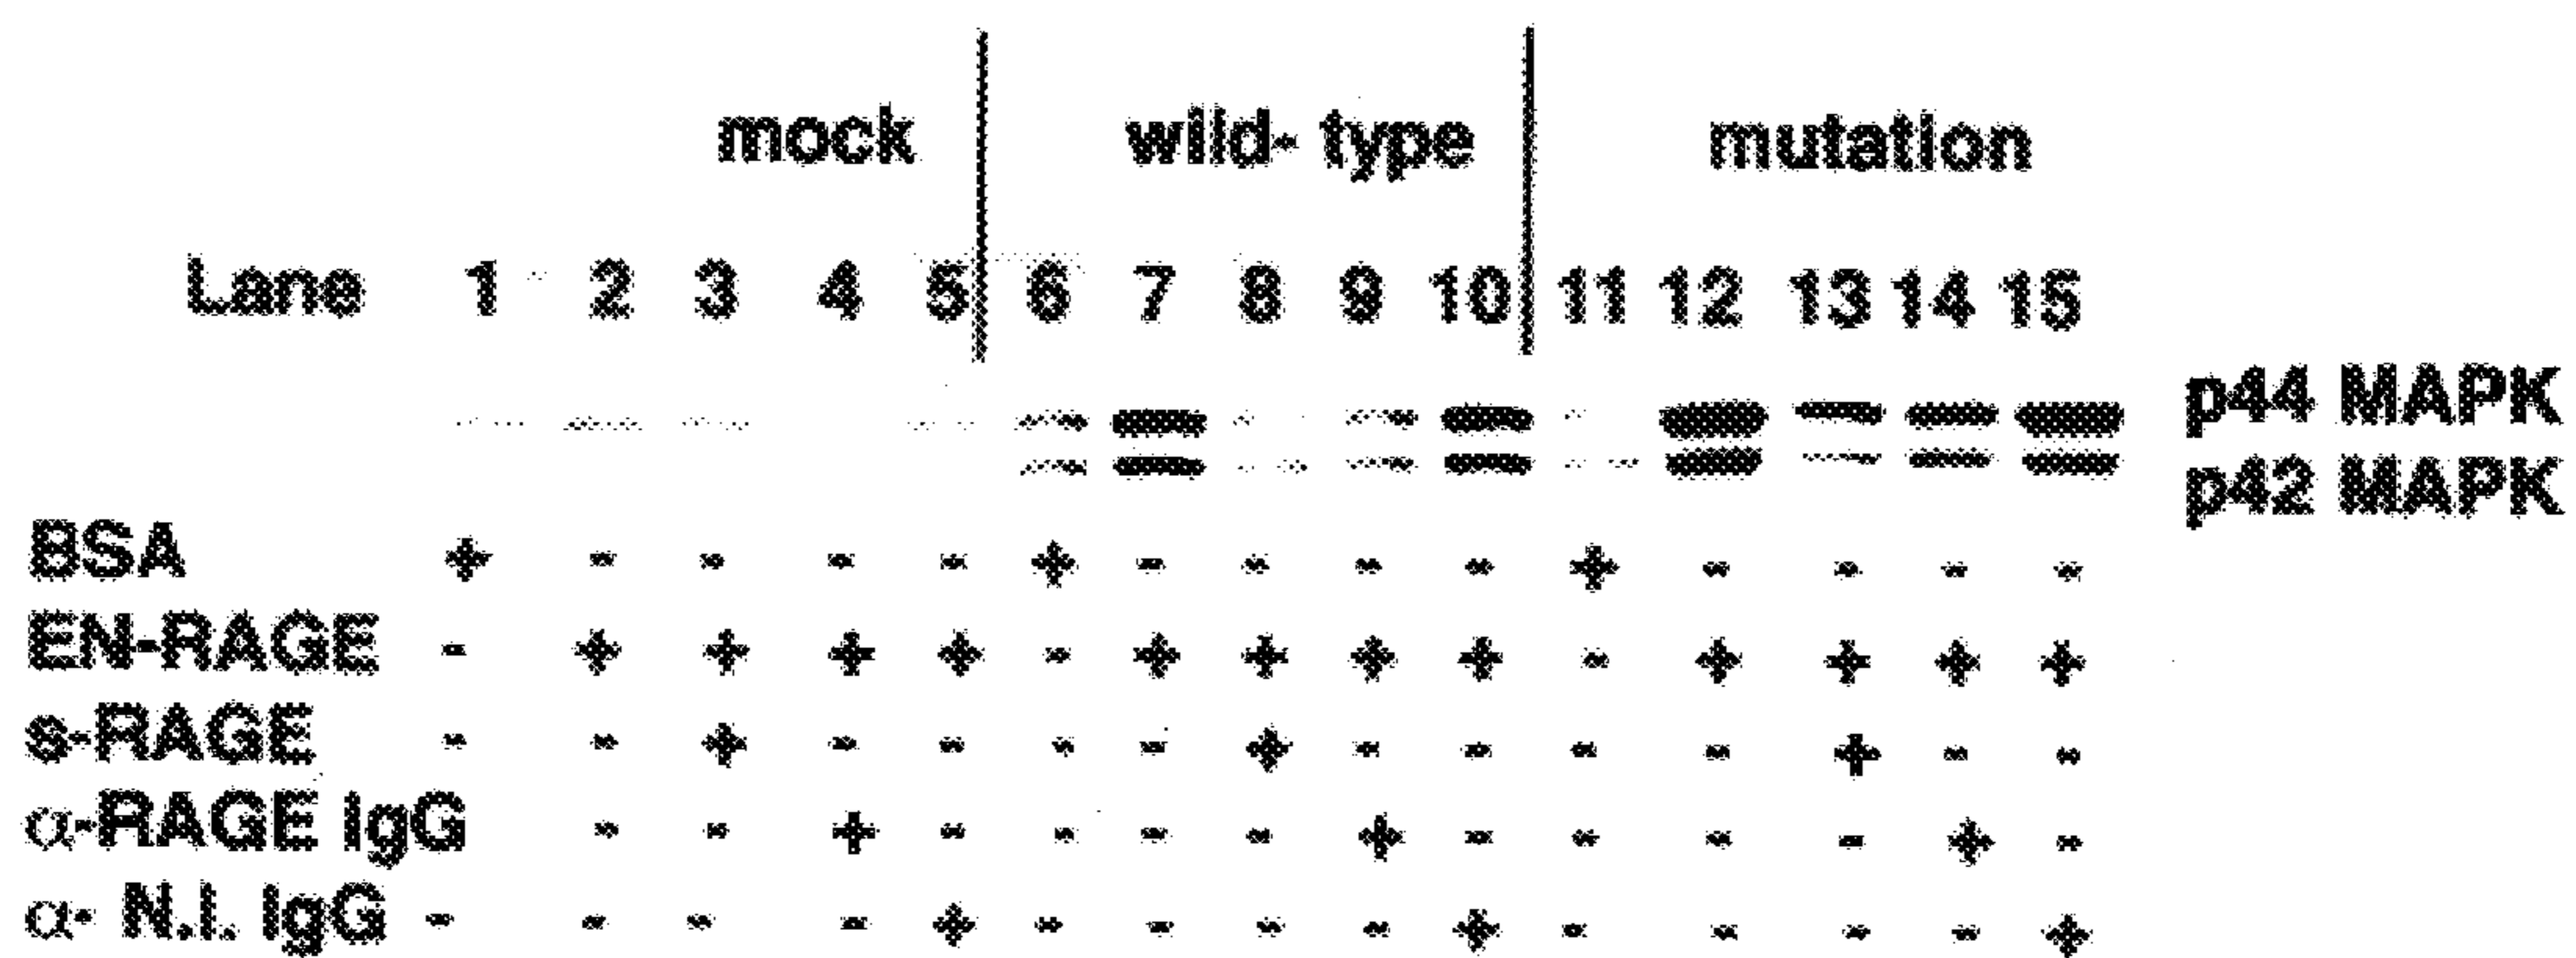 mock wild- type mutation
Lane 1 2 3 4 5 6 7 8 9 10 11 12 13 14 15
p44 MAPK
p42 MAPK
BSA + - - - - + - - - - + - - - -
EN-RAGE - + + + + - + + + + - + + + +
s-RAGE - - + - - - - + - - - - + - -
α-RAGE IgG - - + - - - - + - - - - + -
α- N.I. IgG - - - - + - - - - + - - - - +